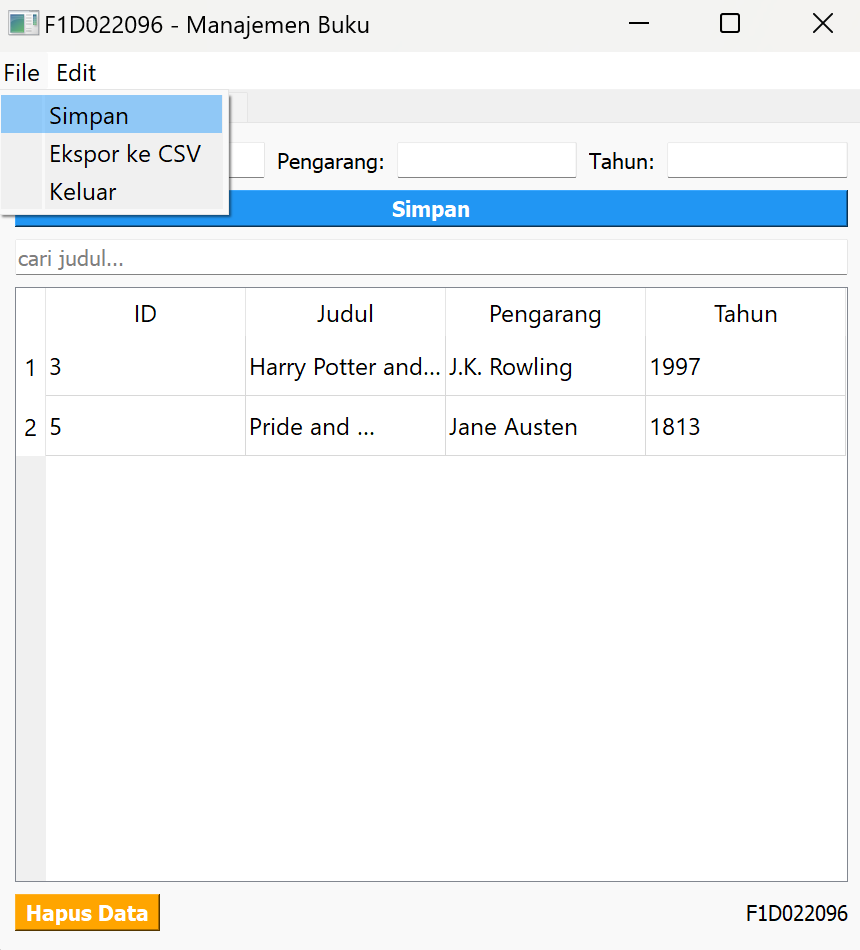 F1D022096 - Manajemen Buku
File Edit
Simpan
Ekspor ke CSV
Keluar
Pengarang: Tahun:
Simpan
cari judul...
ID Judul Pengarang Tahun
1 3 Harry Potter and... J.K. Rowling 1997
2 5 Pride and ... Jane Austen 1813
Hapus Data F1D022096